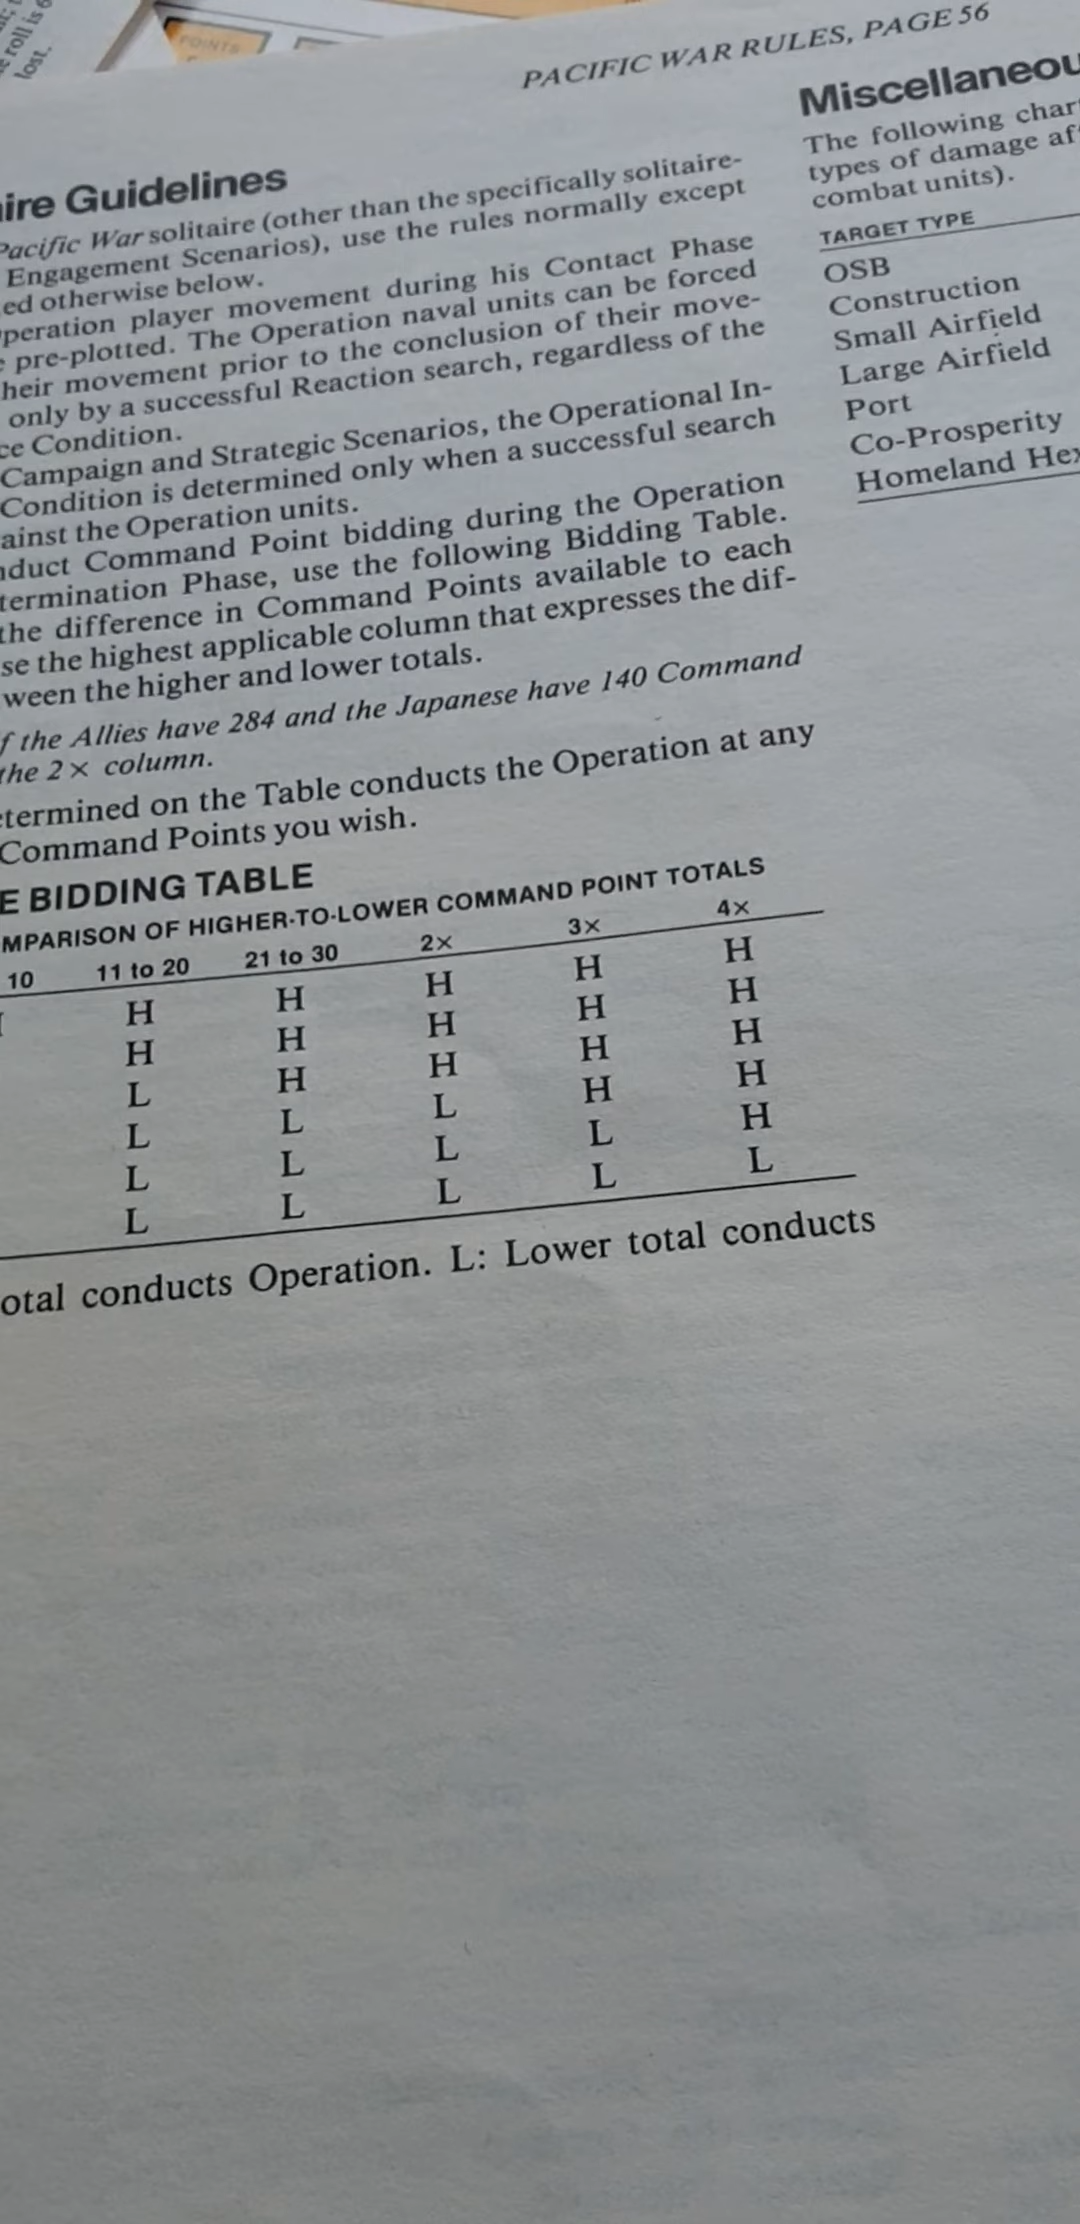 e roll is 6
lost.
POINTS
PACIFIC WAR RULES, PAGE 56
ire Guidelines
Pacific War solitaire (other than the specifically solitaire-
Engagement Scenarios), use the rules normally except
ed otherwise below.
peration player movement during his Contact Phase
e pre-plotted. The Operation naval units can be forced
heir movement prior to the conclusion of their move-
only by a successful Reaction search, regardless of the
ce Condition.
Campaign and Strategic Scenarios, the Operational In-
Condition is determined only when a successful search
ainst the Operation units.
nduct Command Point bidding during the Operation
termination Phase, use the following Bidding Table.
the difference in Command Points available to each
se the highest applicable column that expresses the dif-
ween the higher and lower totals.
f the Allies have 284 and the Japanese have 140 Command
the 2× column.
etermined on the Table conducts the Operation at any
Command Points you wish.
E BIDDING TABLE
MPARISON OF HIGHER-TO-LOWER COMMAND POINT TOTALS
10 11 to 20 21 to 30 2× 3× 4×
H H H H H
H H H H H
L H H H H
L L L H H
L L L L H
L L L L L
otal conducts Operation. L: Lower total conducts
Miscellaneou
The following char
types of damage af
combat units).
TARGET TYPE
OSB
Construction
Small Airfield
Large Airfield
Port
Co-Prosperity
Homeland Hex